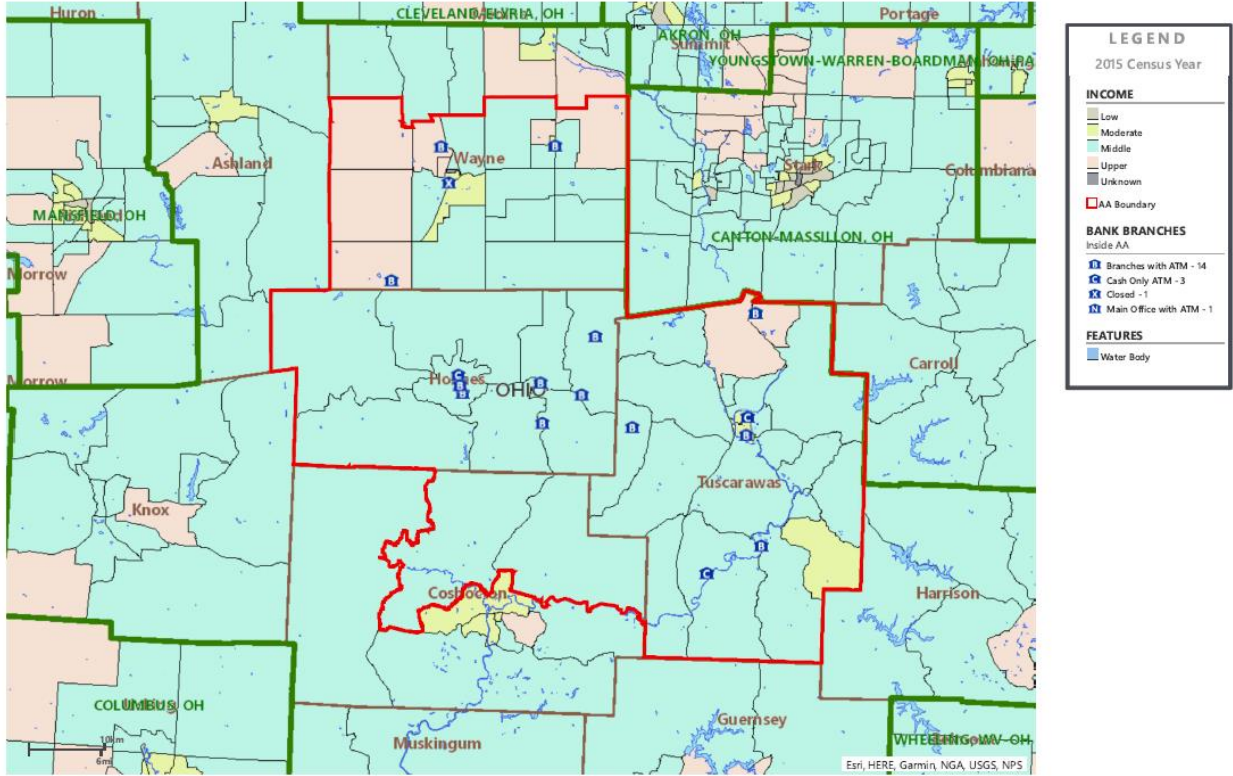 Huron
CLEVELAND-ELYRIA, OH
Portage
AKRON, OH
Summit
YOUNGSTOWN-WARREN-BOARDMAN, OH-PA
Ashland
Wayne
Stark
Columbiana
MANSFIELD, OH
CANTON-MASSILLON, OH
Morrow
Carroll
Morrow
Holmes
OHIO
Tuscarawas
Knox
Coshocton
Harrison
COLUMBUS, OH
Guernsey
Muskingum
WHEELING, WV-OH
10km
6mi
Esri, HERE, Garmin, NGA, USGS, NPS
LEGEND
2015 Census Year
INCOME
Low
Moderate
Middle
Upper
Unknown
AA Boundary
BANK BRANCHES
Inside AA
B Branches with ATM - 14
C Cash Only ATM - 3
X Closed - 1
N Main Office with ATM - 1
FEATURES
Water Body